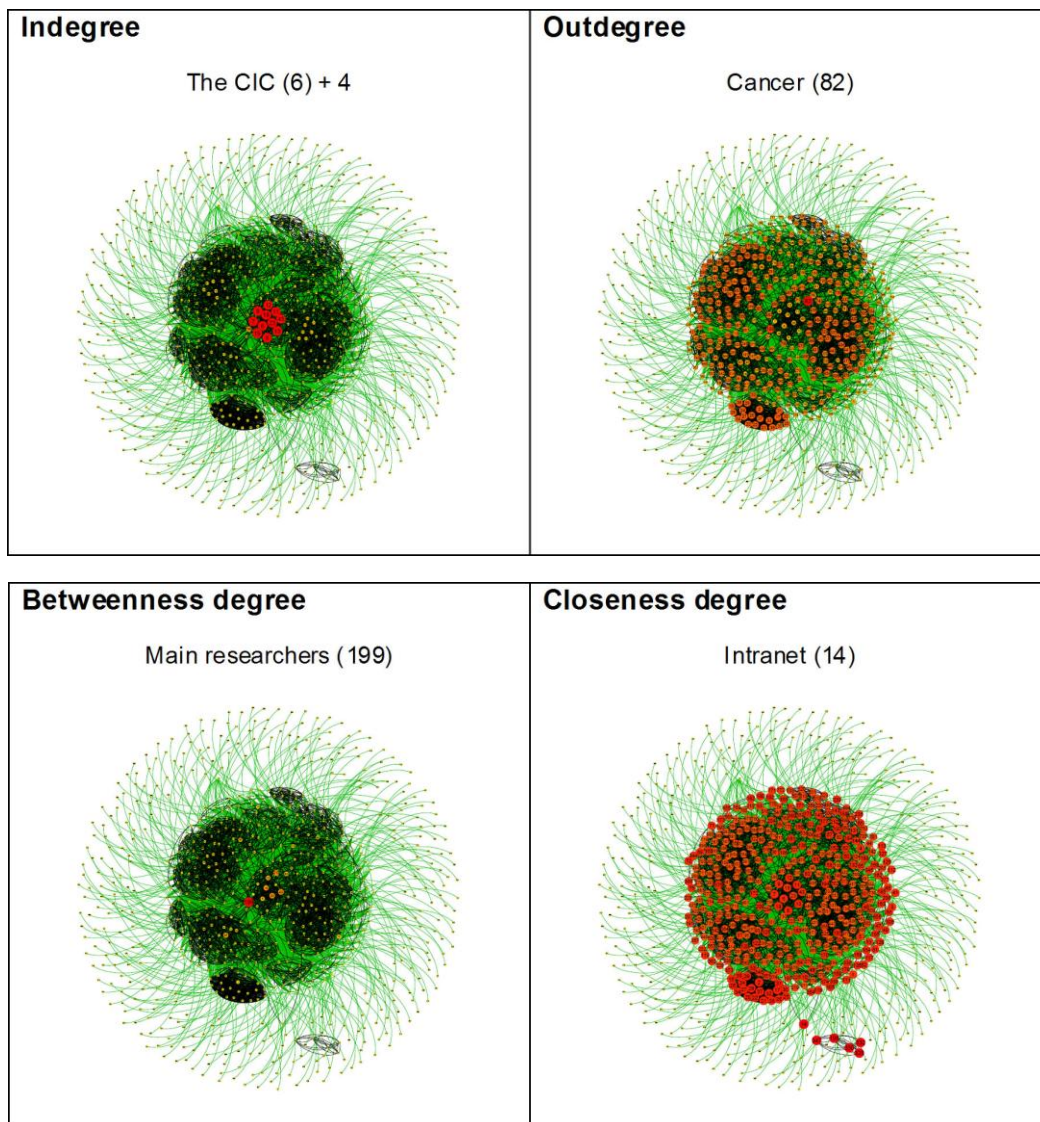 Indegree
The CIC (6) + 4
Outdegree
Cancer (82)
Betweenness degree
Main researchers (199)
Closeness degree
Intranet (14)